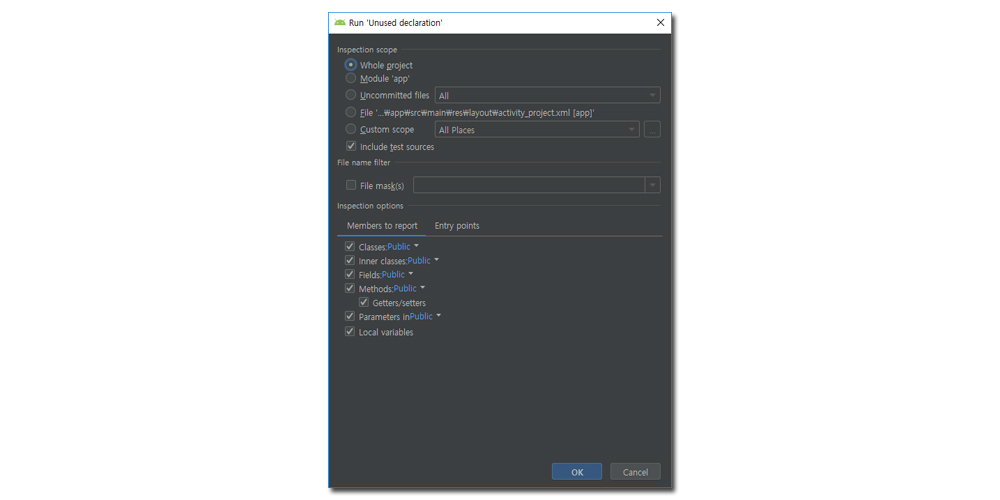 Run 'Unused declaration'
Inspection scope
Whole project
Module 'app'
Uncommitted files All
File '...₩app₩src₩main₩res₩layout₩activity_project.xml [app]'
Custom scope All Places ...
Include test sources
File name filter
File mask(s)
Inspection options
Members to report Entry points
Classes:Public
Inner classes:Public
Fields:Public
Methods:Public
Getters/setters
Parameters inPublic
Local variables
OK Cancel